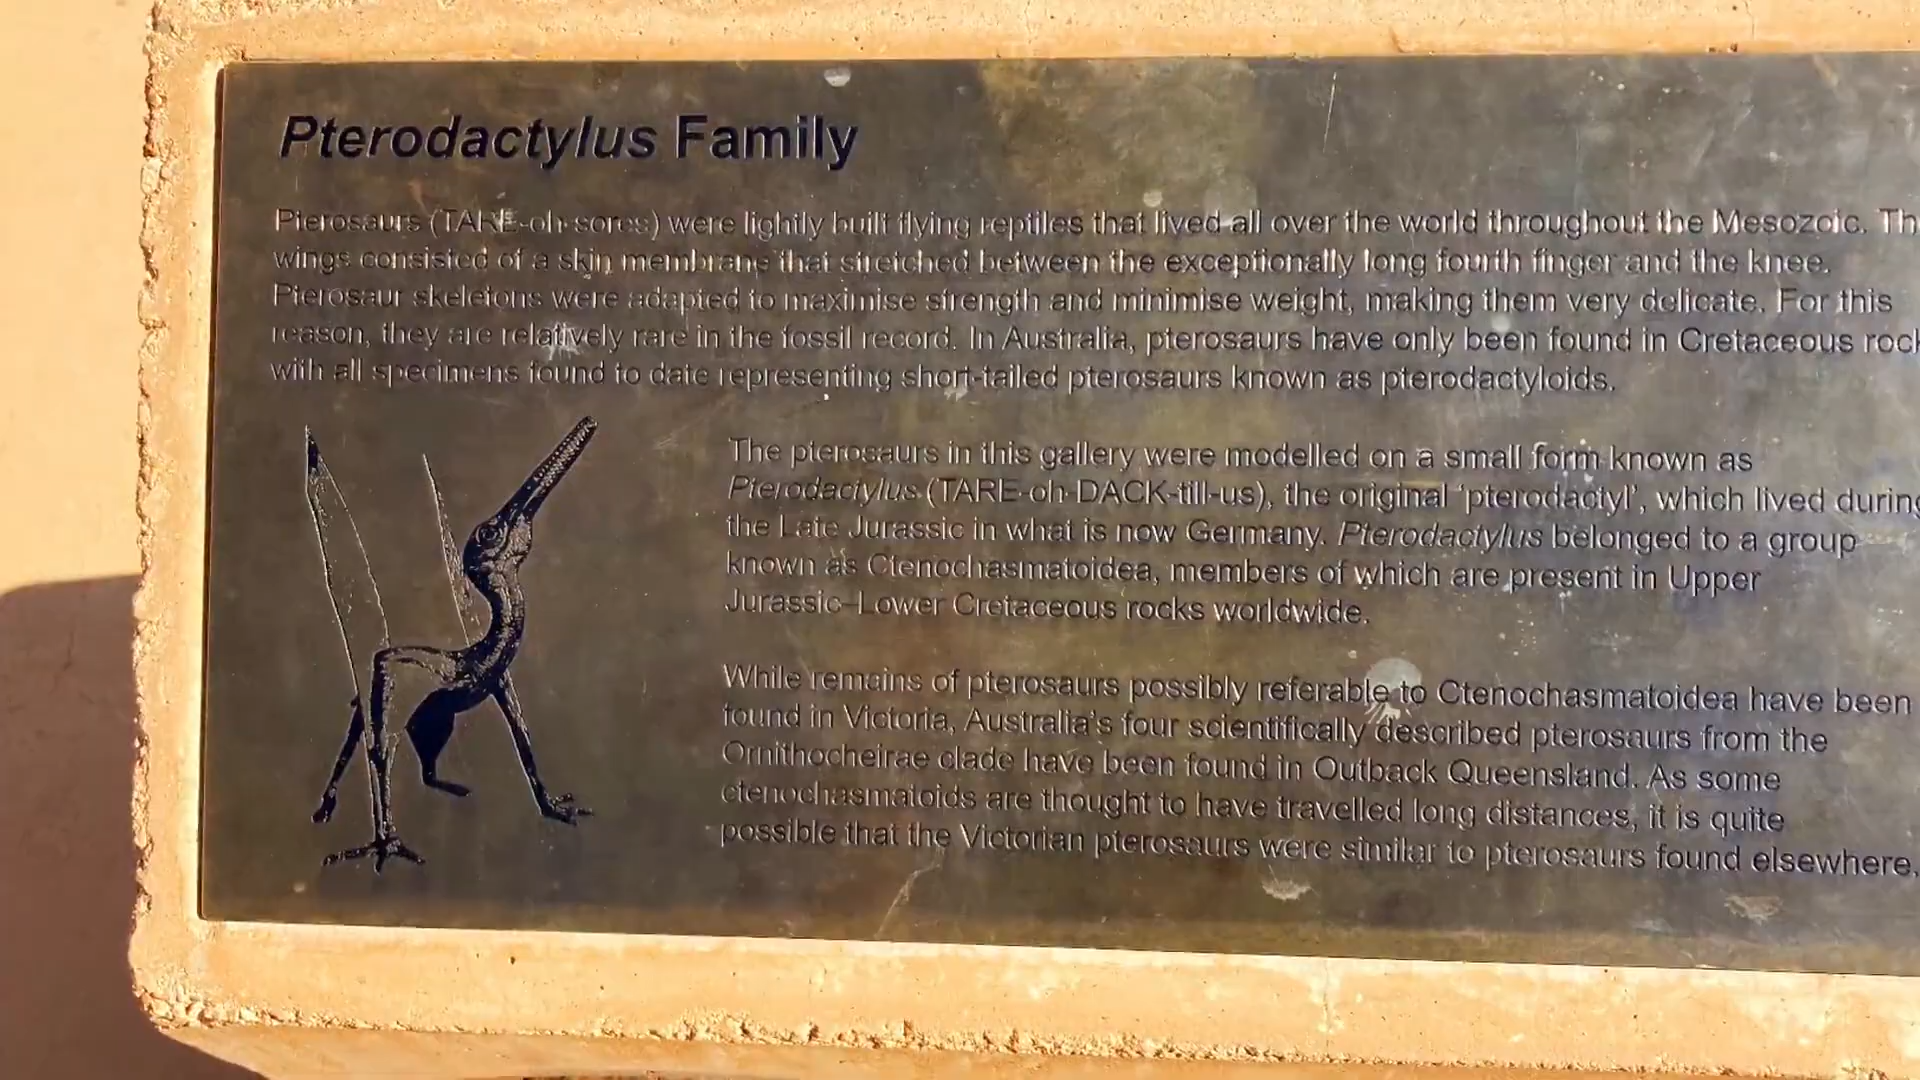 Pterodactylus Family
Pterosaurs (TARE-oh-sores) were lightly built flying reptiles that lived all over the world throughout the Mesozoic. Th
wings consisted of a skin membrane that stretched between the exceptionally long fourth finger and the knee.
Pterosaur skeletons were adapted to maximise strength and minimise weight, making them very delicate. For this
reason, they are relatively rare in the fossil record. In Australia, pterosaurs have only been found in Cretaceous rock
with all specimens found to date representing short-tailed pterosaurs known as pterodactyloids.
The pterosaurs in this gallery were modelled on a small form known as
Pterodactylus (TARE-oh-DACK-till-us), the original ‘pterodactyl’, which lived during
the Late Jurassic in what is now Germany. Pterodactylus belonged to a group
known as Ctenochasmatoidea, members of which are present in Upper
Jurassic–Lower Cretaceous rocks worldwide.
While remains of pterosaurs possibly referable to Ctenochasmatoidea have been
found in Victoria, Australia’s four scientifically described pterosaurs from the
Ornithocheirae clade have been found in Outback Queensland. As some
ctenochasmatoids are thought to have travelled long distances, it is quite
possible that the Victorian pterosaurs were similar to pterosaurs found elsewhere.